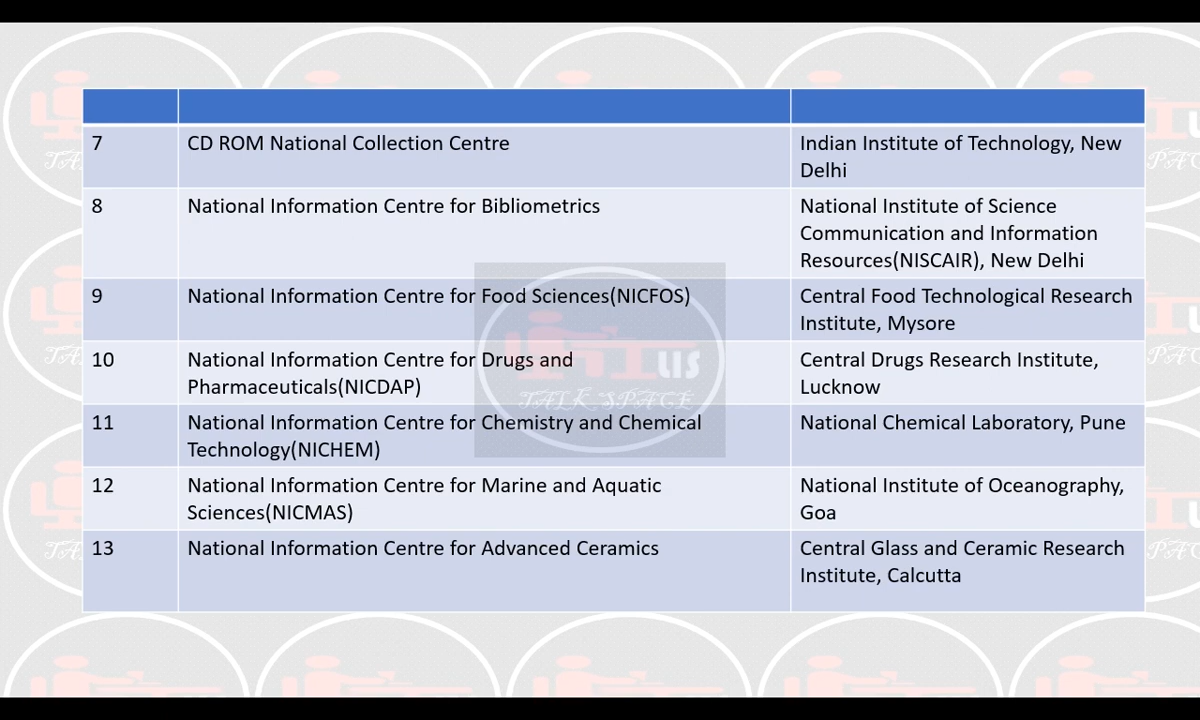 7
CD ROM National Collection Centre
Indian Institute of Technology, New
Delhi
8
National Information Centre for Bibliometrics
National Institute of Science
Communication and Information
Resources(NISCAIR), New Delhi
9
National Information Centre for Food Sciences(NICFOS)
Central Food Technological Research
Institute, Mysore
10
National Information Centre for Drugs and
Pharmaceuticals(NICDAP)
Central Drugs Research Institute,
Lucknow
11
National Information Centre for Chemistry and Chemical
Technology(NICHEM)
National Chemical Laboratory, Pune
12
National Information Centre for Marine and Aquatic
Sciences(NICMAS)
National Institute of Oceanography,
Goa
13
National Information Centre for Advanced Ceramics
Central Glass and Ceramic Research
Institute, Calcutta
LIS
TALK SPACE